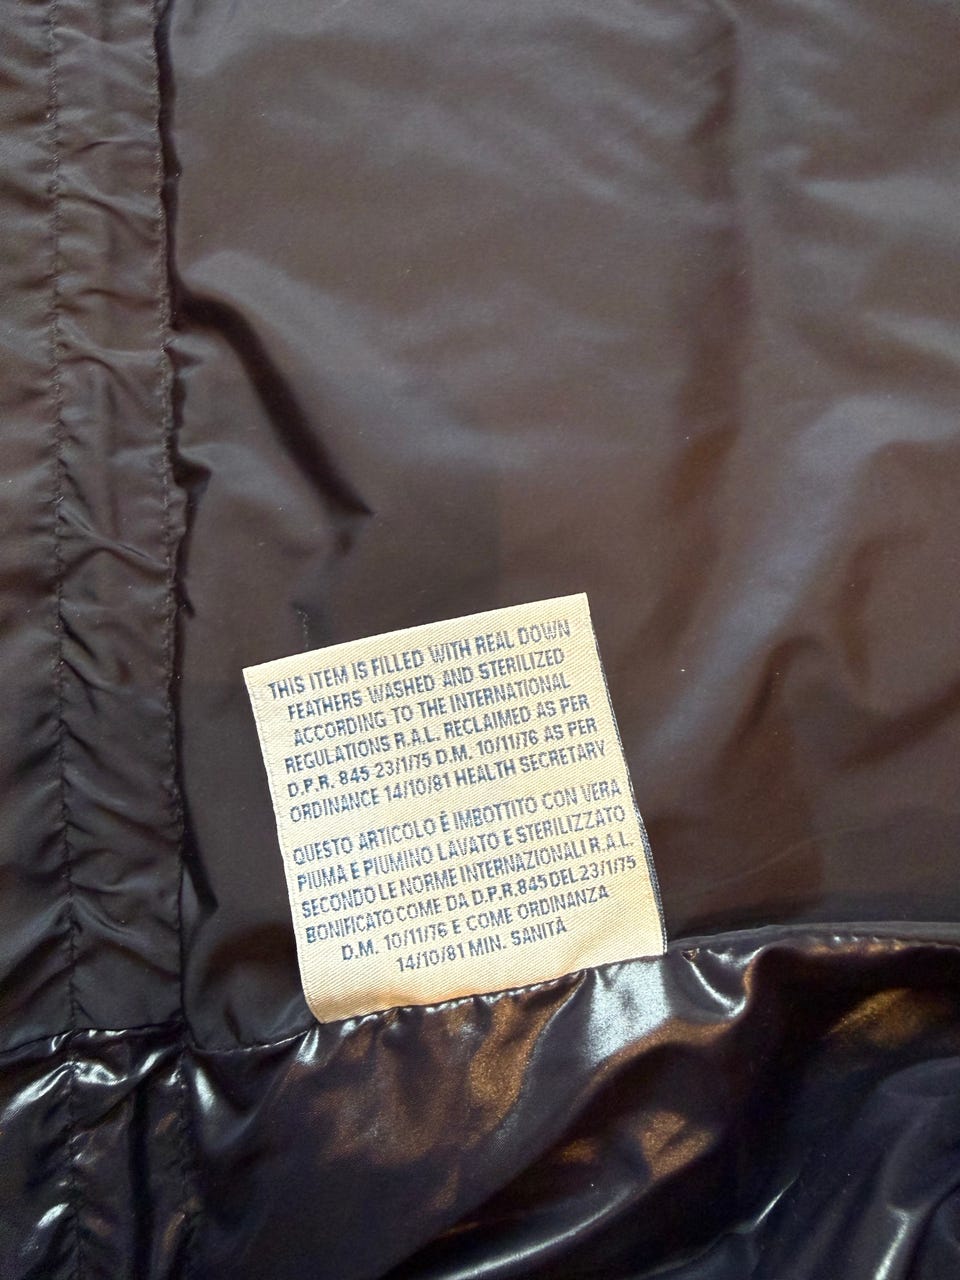 THIS ITEM IS FILLED WITH REAL DOWN
FEATHERS WASHED AND STERILIZED
ACCORDING TO THE INTERNATIONAL
REGULATIONS R.A.L. RECLAIMED AS PER
D.P.R. 845 23/1/75 D.M. 10/11/76 AS PER
ORDINANCE 14/10/81 HEALTH SECRETARY
QUESTO ARTICOLO È IMBOTTITO CON VERA
PIUMA E PIUMINO LAVATO E STERILIZZATO
SECONDO LE NORME INTERNAZIONALI R.A.L.
BONIFICATO COME DA D.P.R. 845 DEL 23/1/75
D.M. 10/11/76 E COME ORDINANZA
14/10/81 MIN. SANITÀ